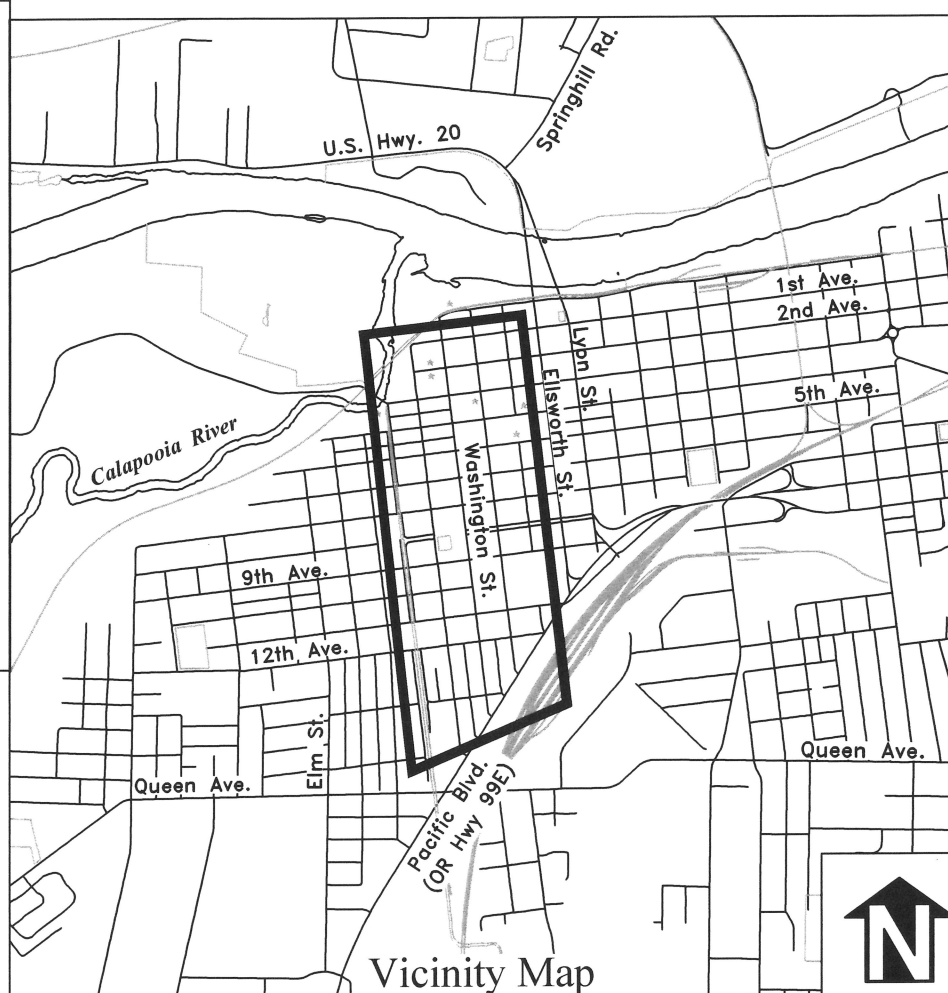 Springhill Rd.
U.S. Hwy. 20
1st Ave.
2nd Ave.
Lyon St.
Ellsworth St.
5th Ave.
Calapooia River
Washington St.
9th Ave.
12th Ave.
Elm St.
Queen Ave.
Queen Ave.
Pacific Blvd.
(OR Hwy 99E)
N
Vicinity Map